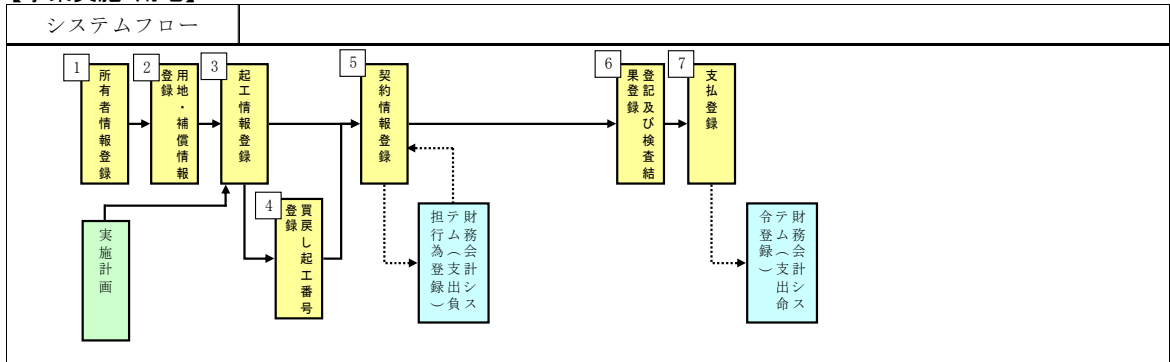 システムフロー
1
所有者情報登録
2
用地・補償情報
登録
3
起工情報登録
4
買戻し起工番号
登録
5
契約情報登録
6
登記及び検査結
果登録
7
支払登録
実施計画
財務会計シス
テム（支出負
担行為登録）
財務会計シス
テム（支出命
令登録）